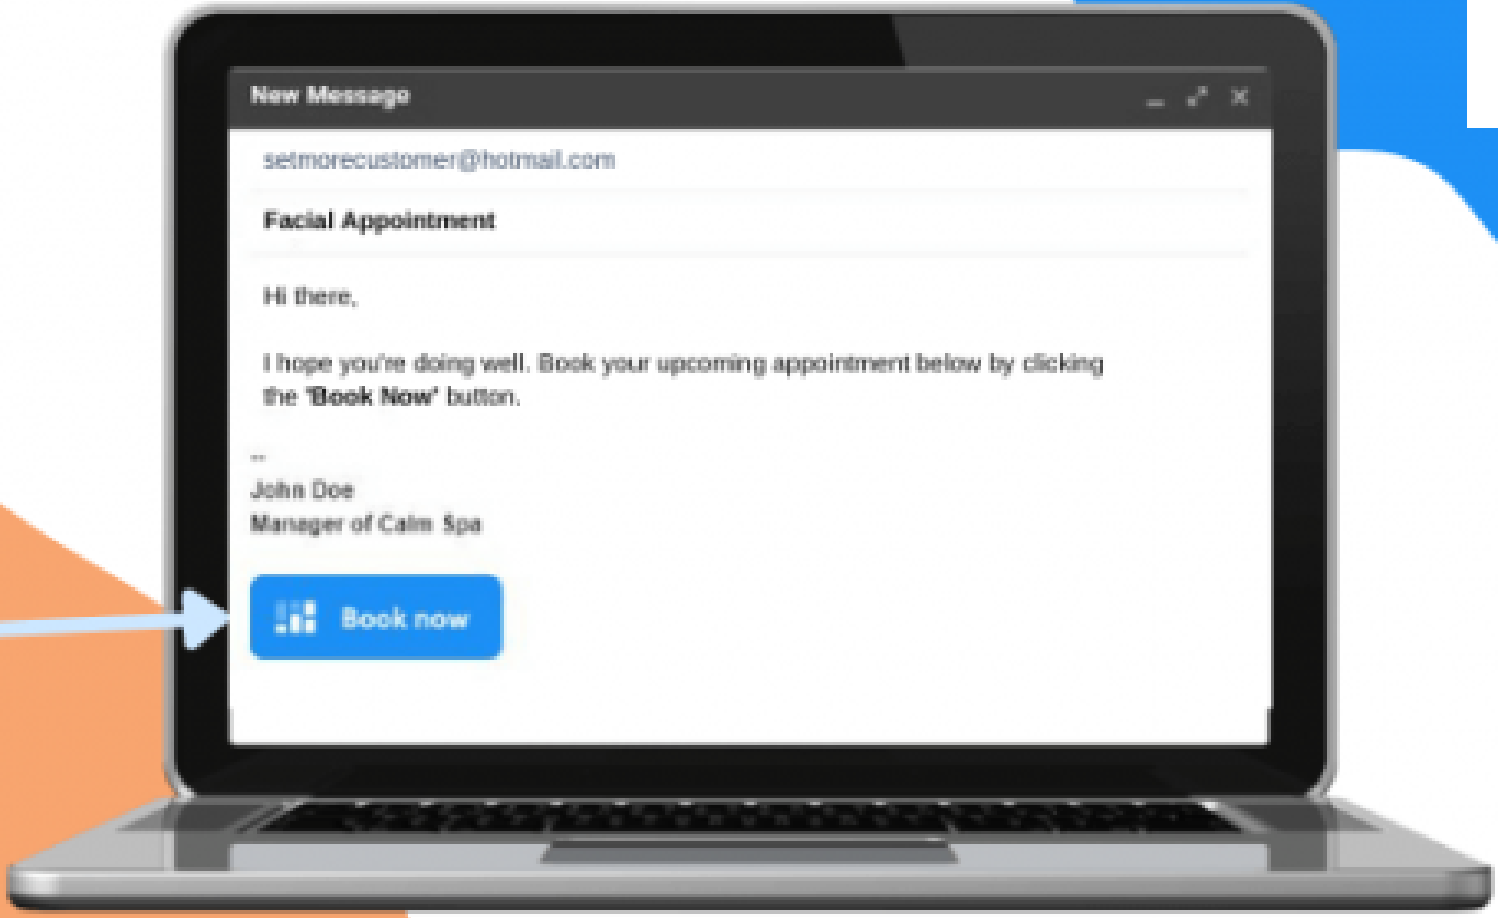 New Message
setmorecustomer@hotmail.com
Facial Appointment
Hi there,
I hope you're doing well. Book your upcoming appointment below by clicking
the 'Book Now' button.
--
John Doe
Manager of Calm Spa
Book now